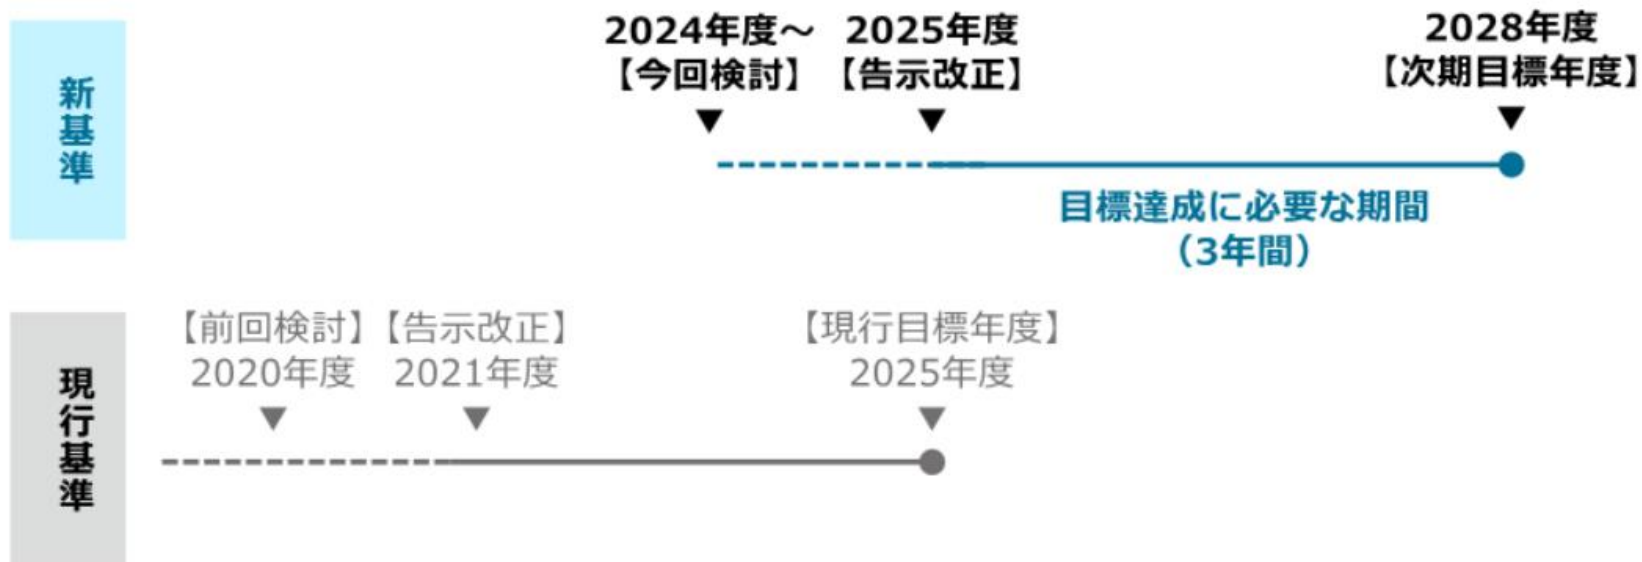 新基準
2024年度～ 2025年度 2028年度
【今回検討】【告示改正】 【次期目標年度】
▼ ▼ ▼
目標達成に必要な期間
（3年間）
現行基準
【前回検討】【告示改正】 【現行目標年度】
2020年度 2021年度 2025年度
▼ ▼ ▼